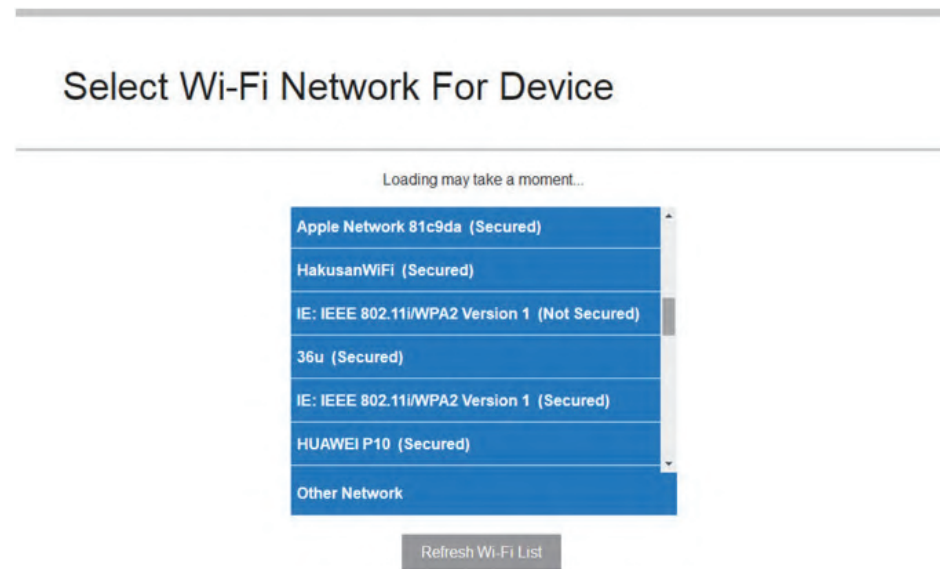 Select Wi-Fi Network For Device
Loading may take a moment...
Apple Network 81c9da (Secured)
HakusanWiFi (Secured)
IE: IEEE 802.11i/WPA2 Version 1 (Not Secured)
36u (Secured)
IE: IEEE 802.11i/WPA2 Version 1 (Secured)
HUAWEI P10 (Secured)
Other Network
Refresh Wi-Fi List